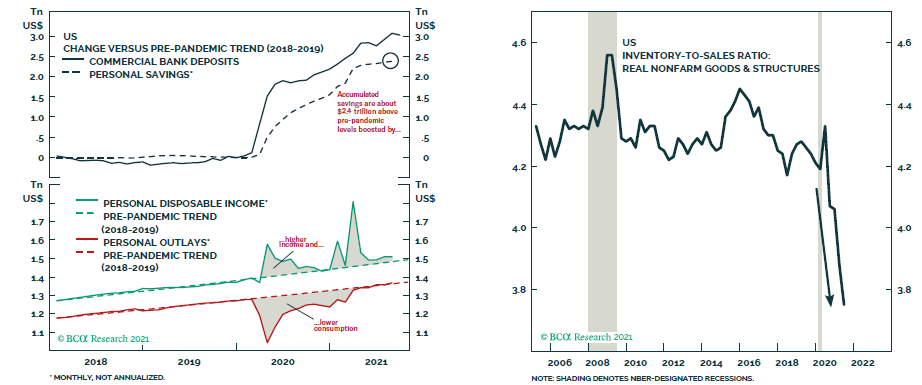 Tn
US$
Tn
US$
US
CHANGE VERSUS PRE-PANDEMIC TREND (2018-2019)
COMMERCIAL BANK DEPOSITS
PERSONAL SAVINGS*
3.0
2.5
2.0
1.5
1.0
.5
0
3.0
2.5
2.0
1.5
1.0
.5
0
Accumulated
savings are about
$2.4 trillion above
pre-pandemic
levels boosted by...
Tn
US$
Tn
US$
PERSONAL DISPOSABLE INCOME*
PRE-PANDEMIC TREND
(2018-2019)
PERSONAL OUTLAYS*
PRE-PANDEMIC TREND
(2018-2019)
1.7
1.6
1.5
1.4
1.3
1.2
1.1
1.7
1.6
1.5
1.4
1.3
1.2
1.1
...higher
income and...
...lower
consumption
© BCα Research 2021
2018 2019 2020 2021
* MONTHLY, NOT ANNUALIZED.
US
INVENTORY-TO-SALES RATIO:
REAL NONFARM GOODS & STRUCTURES
4.6
4.4
4.2
4.0
3.8
4.6
4.4
4.2
4.0
3.8
© BCα Research 2021
2006 2008 2010 2012 2014 2016 2018 2020 2022
NOTE: SHADING DENOTES NBER-DESIGNATED RECESSIONS.